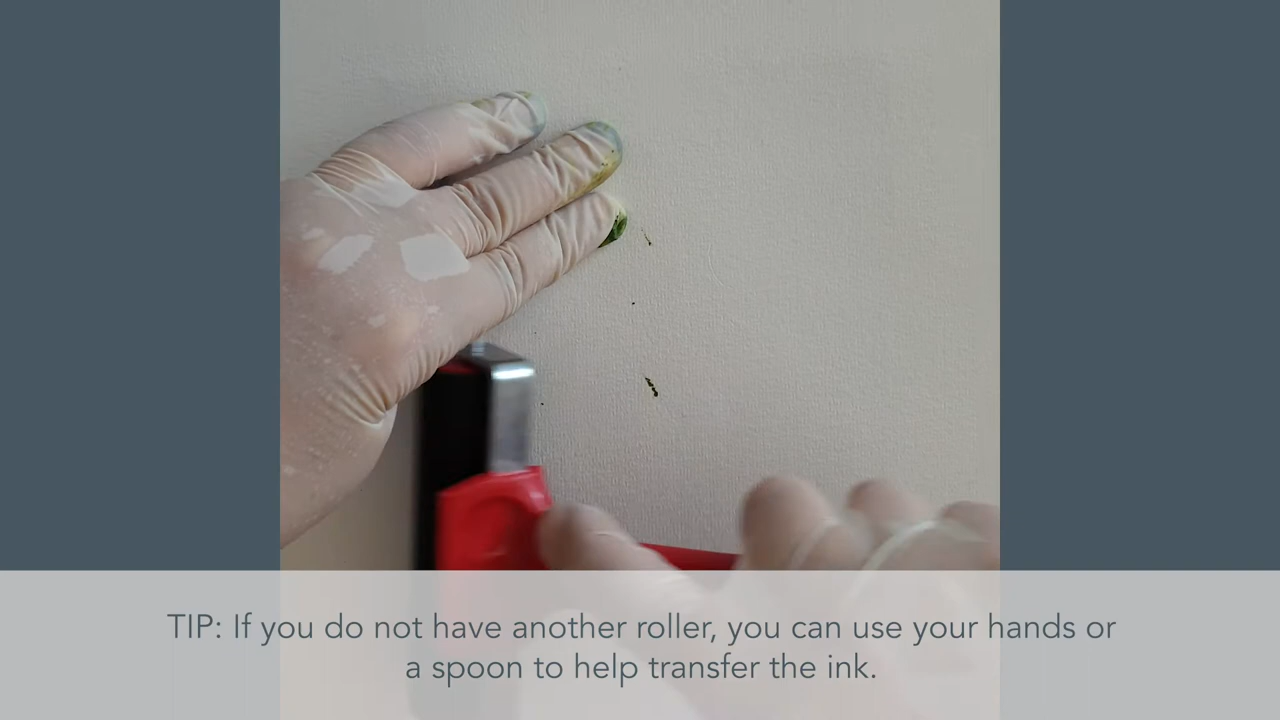 TIP: If you do not have another roller, you can use your hands or
a spoon to help transfer the ink.